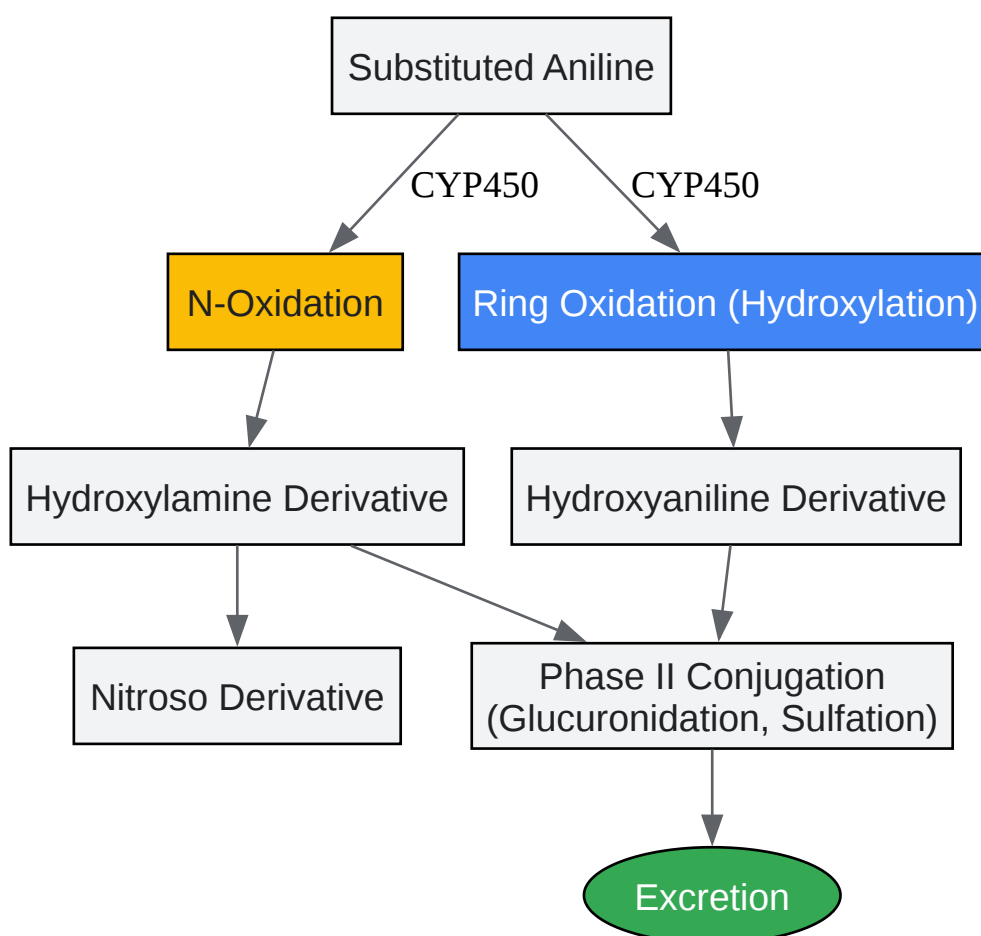 Substituted Aniline
CYP450
CYP450
N-Oxidation
Ring Oxidation (Hydroxylation)
Hydroxylamine Derivative
Hydroxyaniline Derivative
Nitroso Derivative
Phase II Conjugation
(Glucuronidation, Sulfation)
Excretion